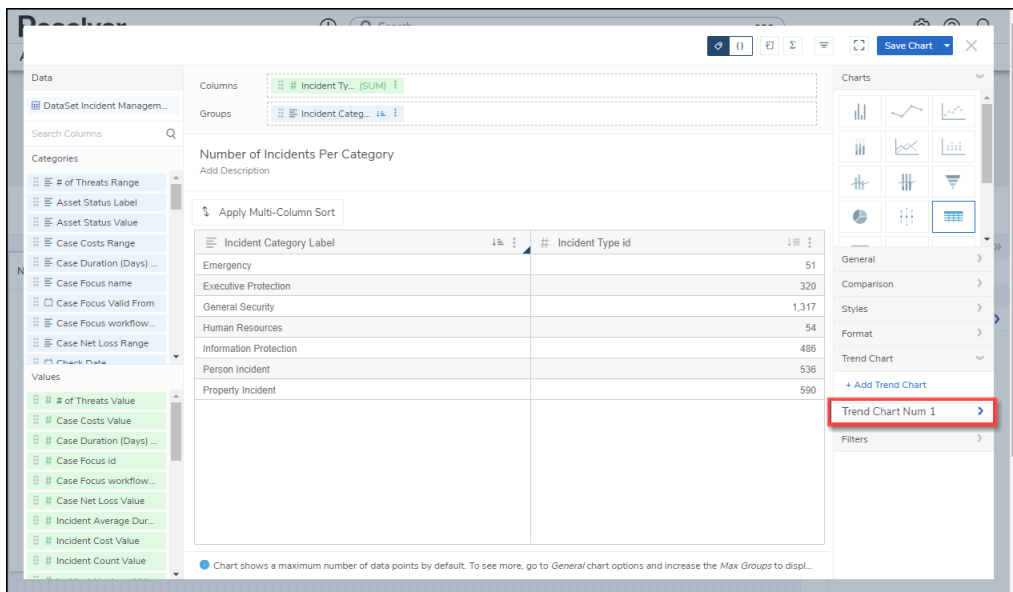 Resolver
Search
Save Chart
Data
DataSet Incident Managem...
Search Columns
Categories
# of Threats Range
Asset Status Label
Asset Status Value
Case Costs Range
Case Duration (Days) ...
Case Focus name
Case Focus Valid From
Case Focus workflow...
Case Net Loss Range
Check Date
Values
# # of Threats Value
# Case Costs Value
# Case Duration (Days) ...
# Case Focus id
# Case Focus workflow...
# Case Net Loss Value
# Incident Average Dur...
# Incident Cost Value
# Incident Count Value
Columns
# Incident Ty... (SUM)
Groups
Incident Categ...
Number of Incidents Per Category
Add Description
Apply Multi-Column Sort
Incident Category Label # Incident Type id
Emergency 51
Executive Protection 320
General Security 1,317
Human Resources 54
Information Protection 486
Person Incident 536
Property Incident 590
Chart shows a maximum number of data points by default. To see more, go to General chart options and increase the Max Groups to displ...
Charts
General
Comparison
Styles
Format
Trend Chart
+ Add Trend Chart
Trend Chart Num 1
Filters